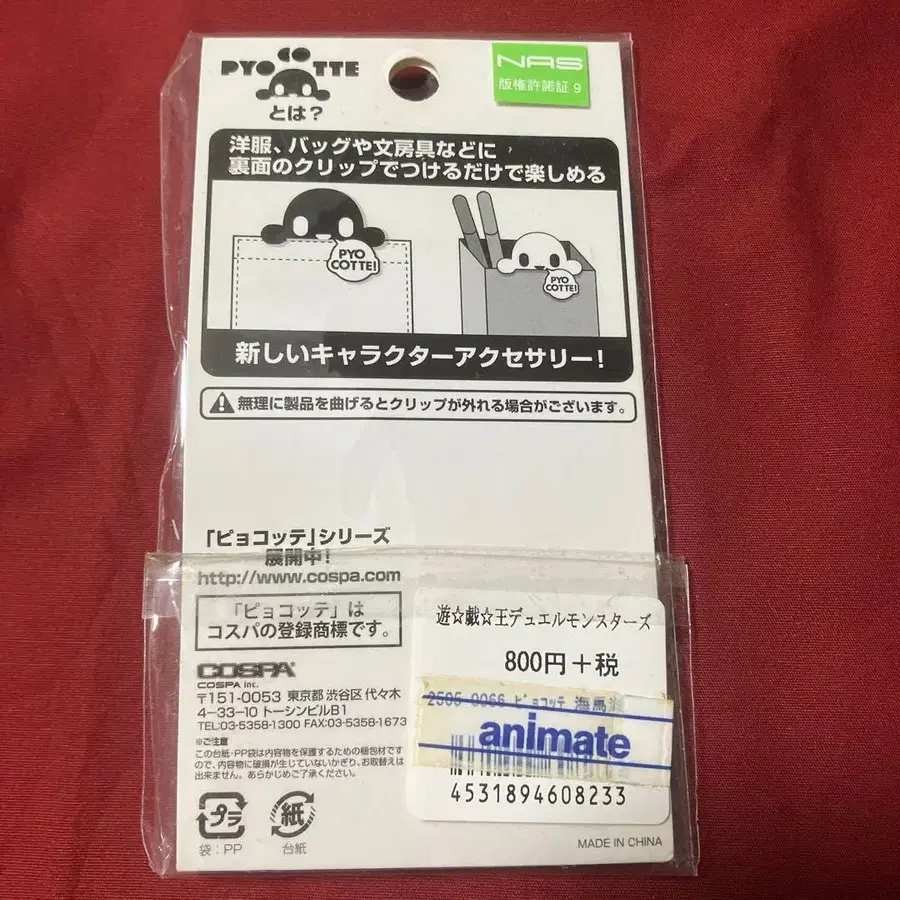 PYOCOTTE
とは?
NAS
版権許諾証 9
洋服、バッグや文房具などに
裏面のクリップでつけるだけで楽しめる
PYO
COTTE!
PYO
COTTE!
新しいキャラクターアクセサリー!
無理に製品を曲げるとクリップが外れる場合がございます。
「ピョコッテ」シリーズ
展開中!
http://www.cospa.com
「ピョコッテ」は
コスパの登録商標です。
COSPA
COSPA inc.
〒151-0053 東京都 渋谷区 代々木
4-33-10 トーシンビルB1
TEL:03-5358-1300 FAX:03-5358-1673
※ご注意
この台紙・PP袋は内容物を保護するための梱包材です
ので、内容物に破損が生じていないかぎり、お取替えは
出来ません。あらかじめご了承ください。
プラ
袋:PP
紙
台紙
遊☆戯☆王デュエルモンスターズ
800円+税
2505-0066 ピョコッテ 海馬
animate
4531894608233
MADE IN CHINA